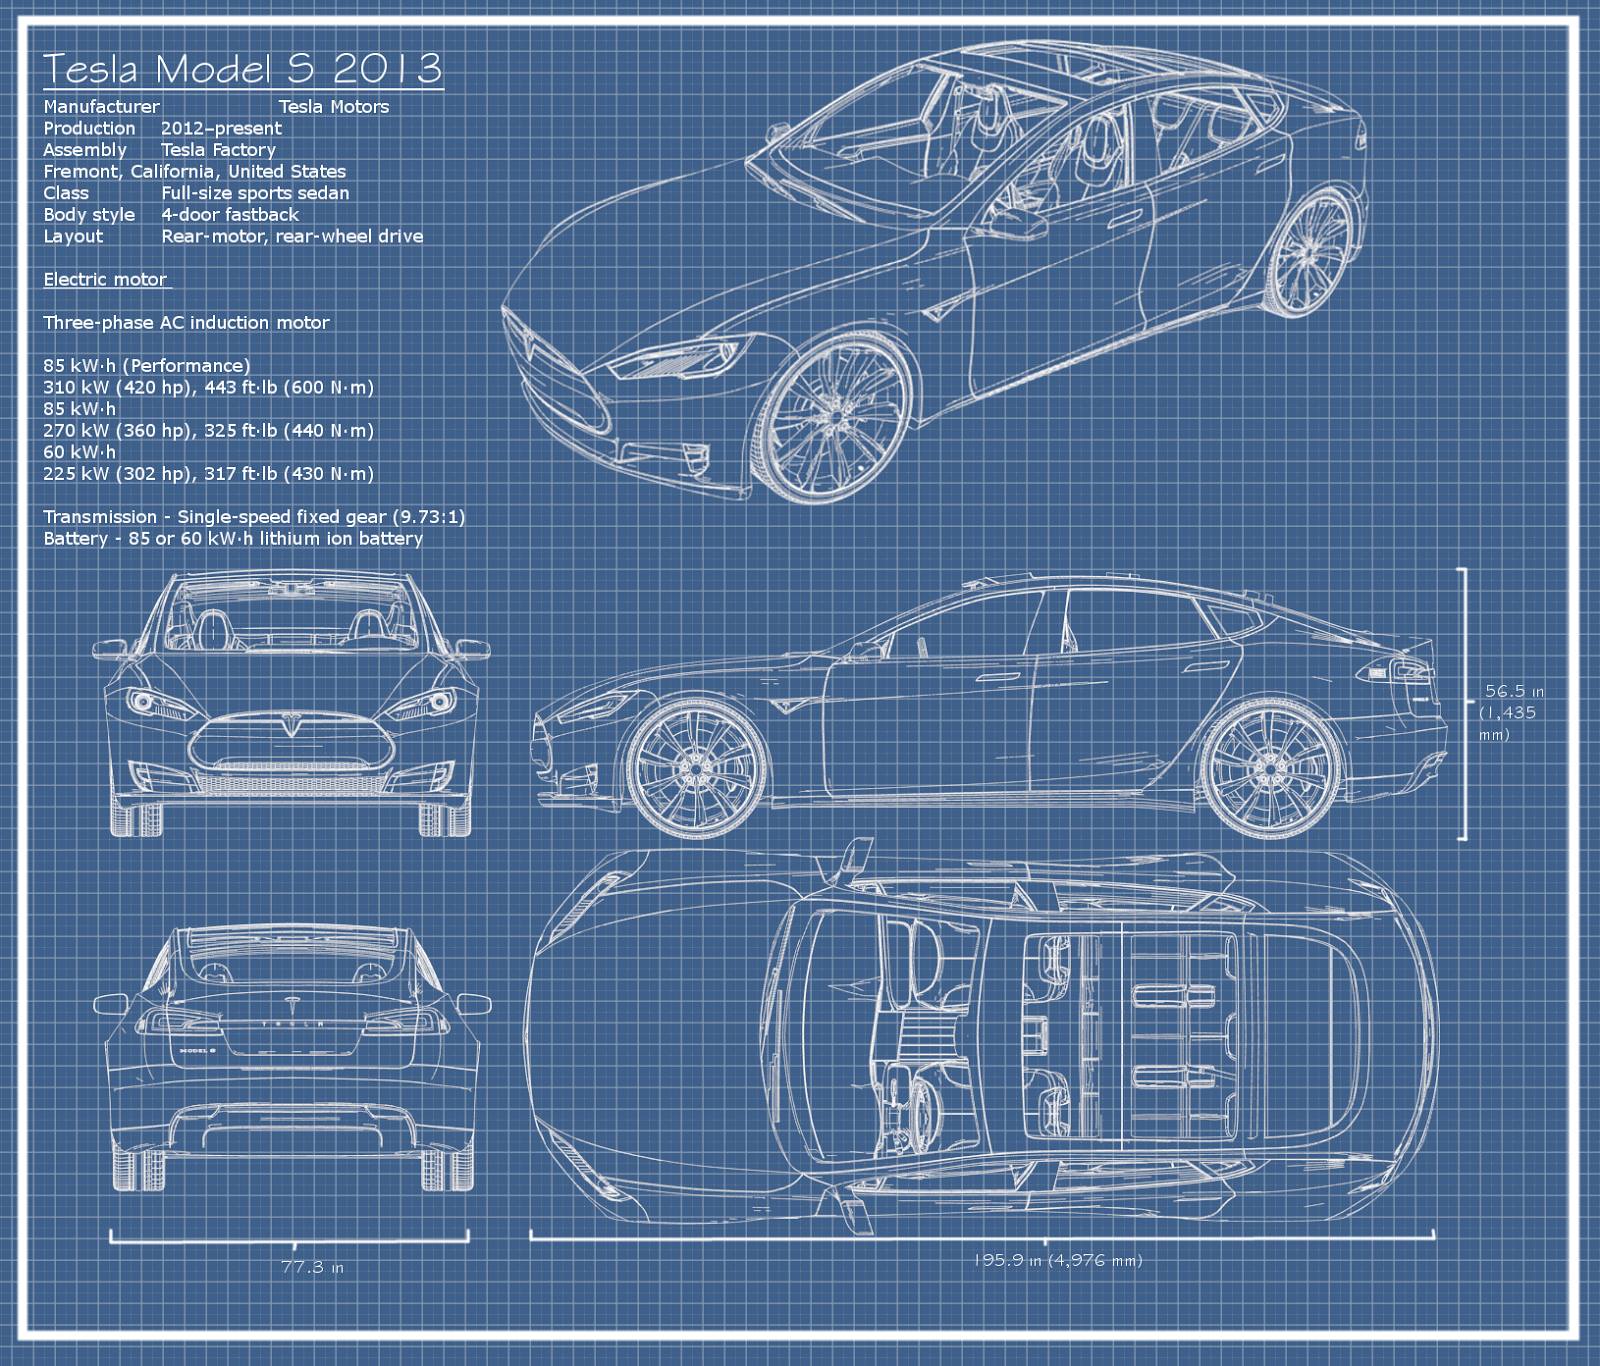 Tesla Model S 2013
Manufacturer Tesla Motors
Production 2012–present
Assembly Tesla Factory
Fremont, California, United States
Class Full-size sports sedan
Body style 4-door fastback
Layout Rear-motor, rear-wheel drive
Electric motor
Three-phase AC induction motor
85 kW·h (Performance)
310 kW (420 hp), 443 ft·lb (600 N·m)
85 kW·h
270 kW (360 hp), 325 ft·lb (440 N·m)
60 kW·h
225 kW (302 hp), 317 ft·lb (430 N·m)
Transmission - Single-speed fixed gear (9.73:1)
Battery - 85 or 60 kW·h lithium ion battery
56.5 in
(1,435
mm)
TESLA
MODEL S
77.3 in
195.9 in (4,976 mm)